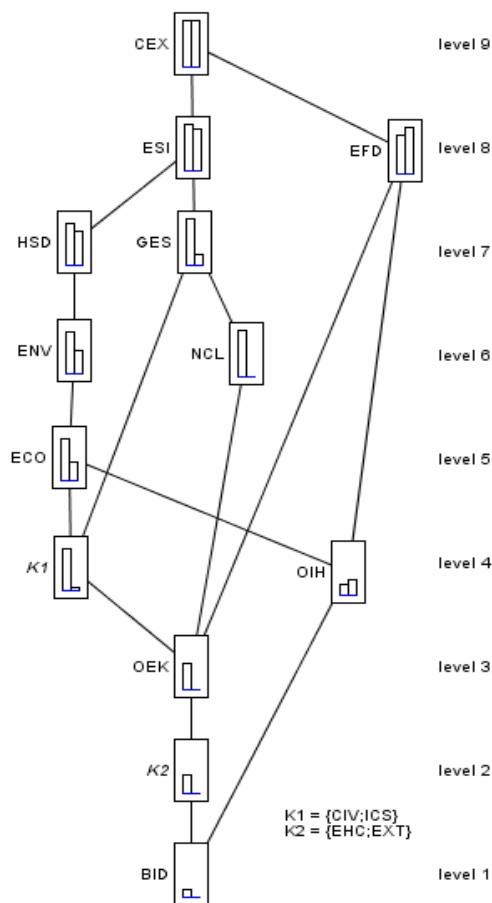 CEX level 9
ESI EFD level 8
HSD GES level 7
ENV NCL level 6
ECO level 5
K1 OIH level 4
OEK level 3
K2 level 2
K1 = {CIV;ICS}
K2 = {EHC;EXT}
BID level 1